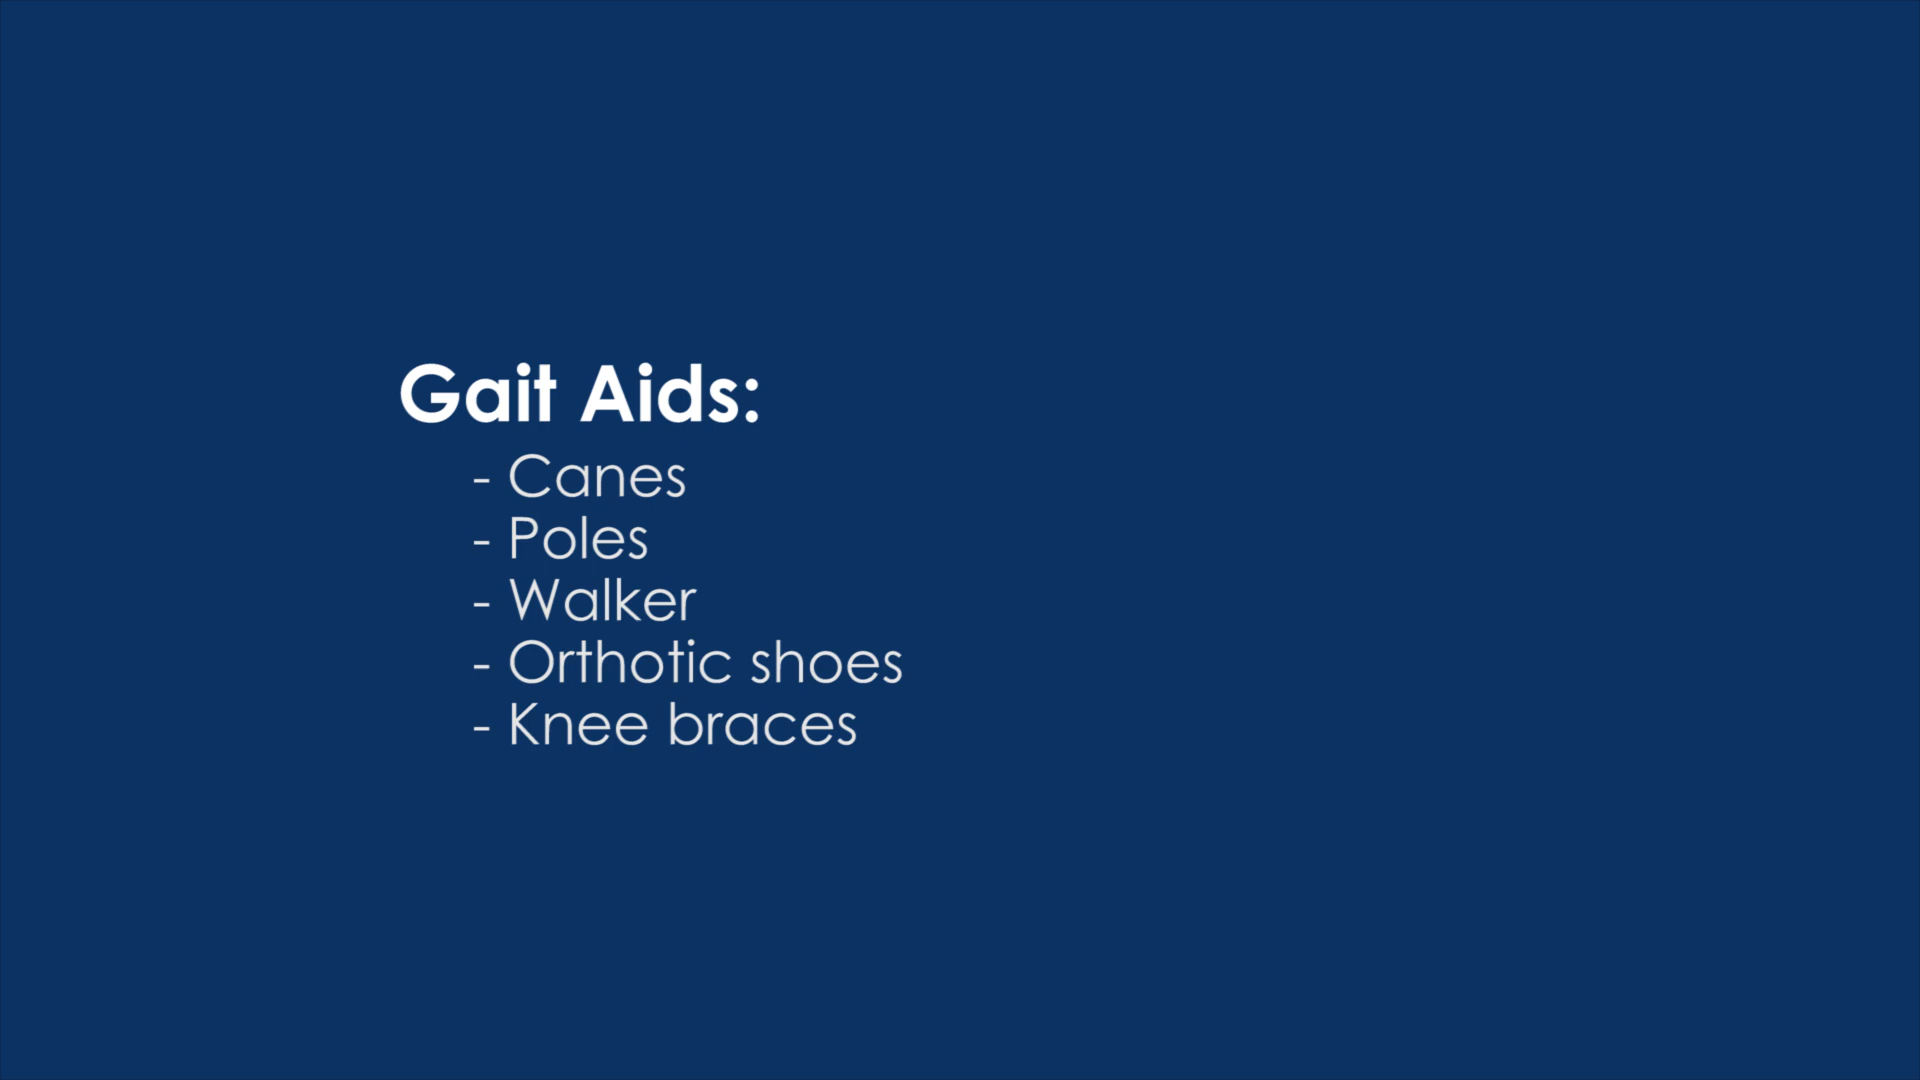 Gait Aids:
- Canes
- Poles
- Walker
- Orthotic shoes
- Knee braces